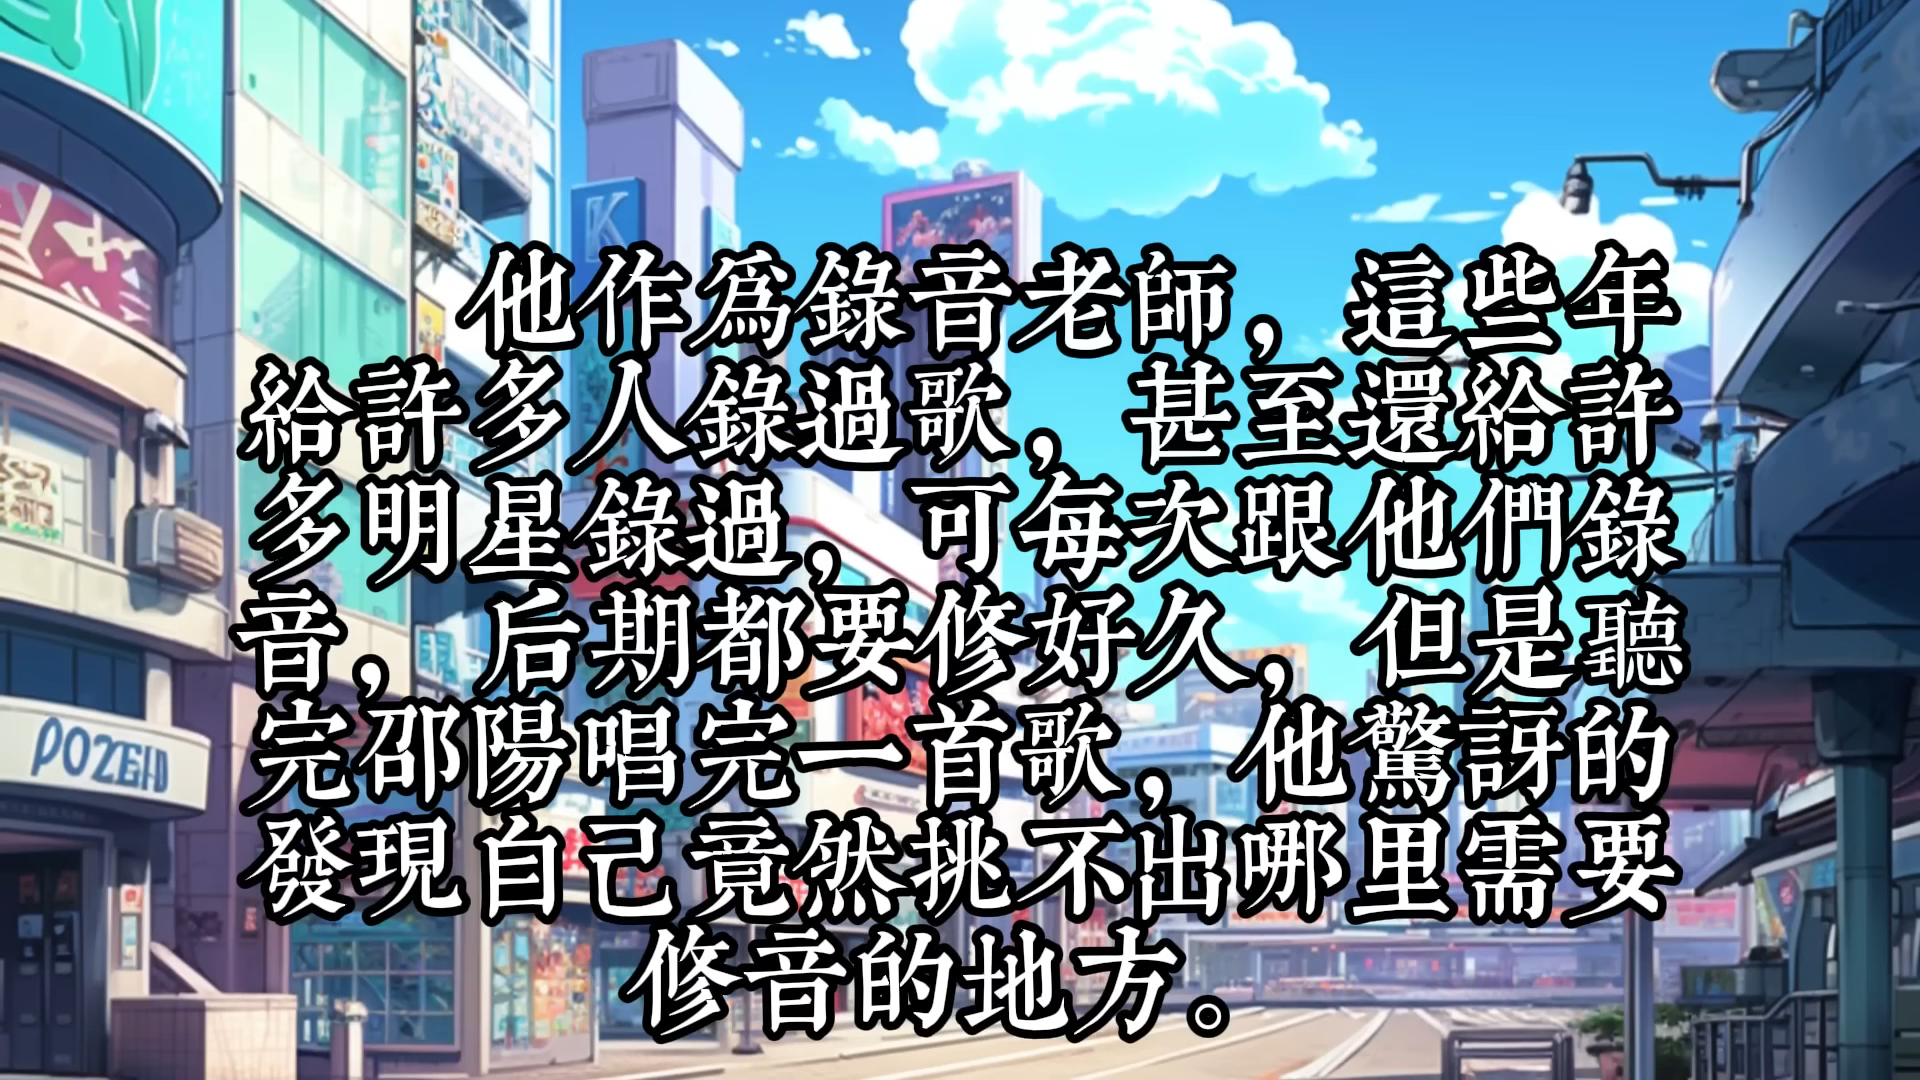 他作爲錄音老師，這些年
給許多人錄過歌，甚至還給許
多明星錄過，可每次跟他們錄
音，后期都要修好久，但是聽
完邵陽唱完一首歌，他驚訝的
發現自己竟然挑不出哪里需要
修音的地方。
K
POZEHD